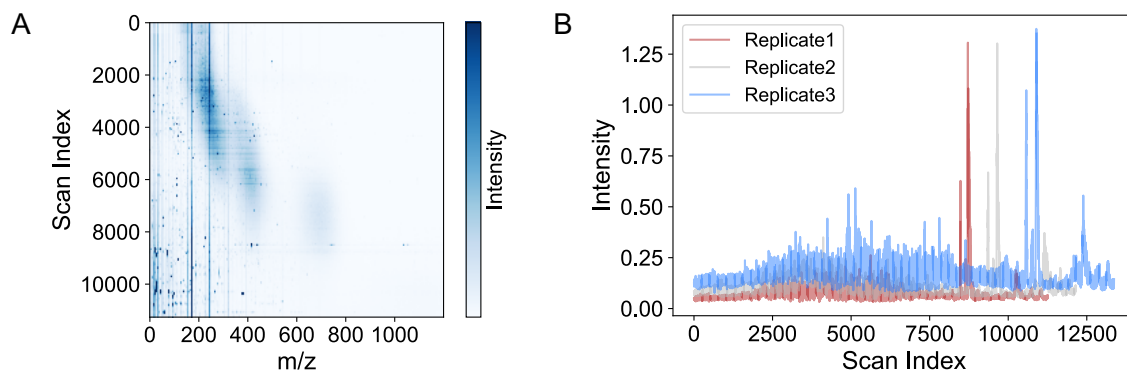 A
0
2000
4000
6000
8000
10000
Scan Index
0 200 400 600 800 1000
m/z
Intensity
B
Replicate1
Replicate2
Replicate3
1.25
1.00
0.75
0.50
0.25
0.00
Intensity
0 2500 5000 7500 10000 12500
Scan Index